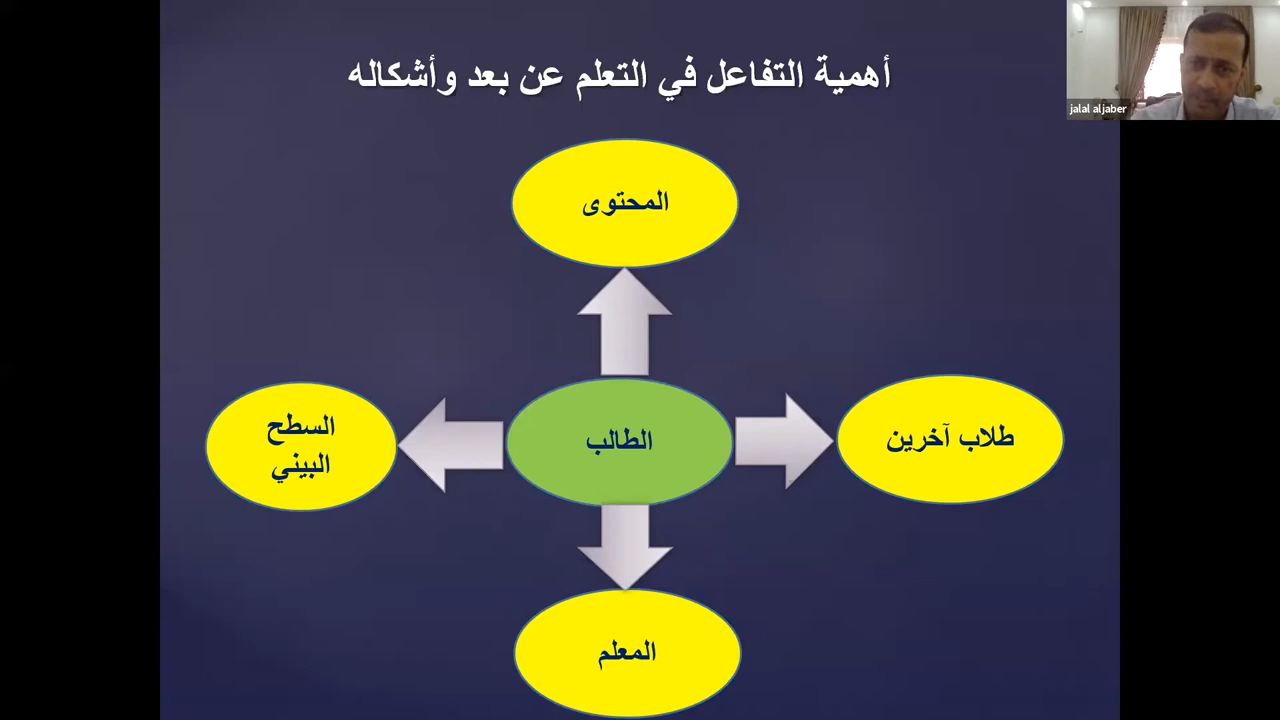 أهمية التفاعل في التعلم عن بعد وأشكاله
jalal aljaber
المحتوى
طلاب آخرين
الطالب
السطح
البيني
المعلم